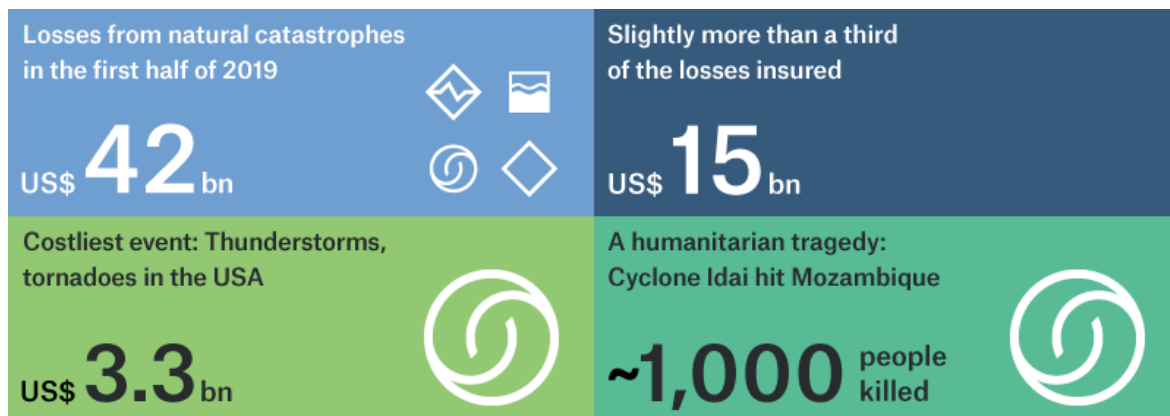 Losses from natural catastrophes
in the first half of 2019
US$ 42 bn
Slightly more than a third
of the losses insured
US$ 15 bn
Costliest event: Thunderstorms,
tornadoes in the USA
US$ 3.3 bn
A humanitarian tragedy:
Cyclone Idai hit Mozambique
~1,000 people
killed